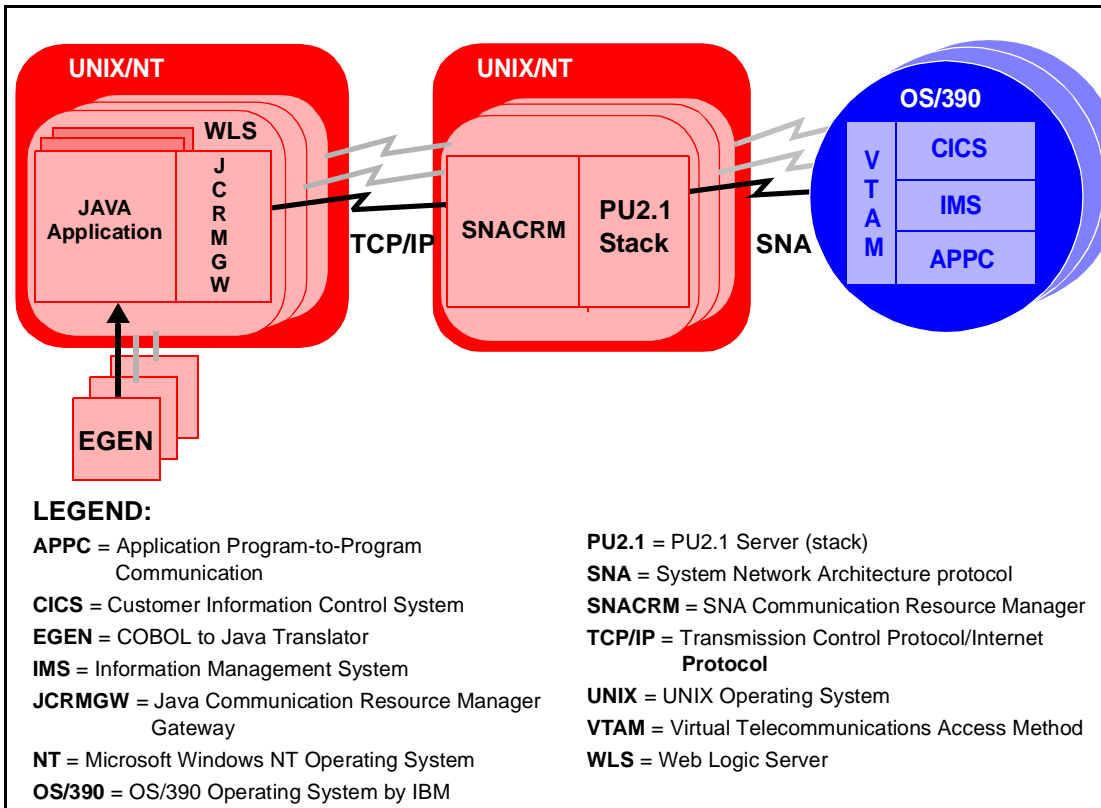 UNIX/NT
WLS
JAVA
Application
J
C
R
M
G
W
TCP/IP
EGEN
UNIX/NT
SNACRM
PU2.1
Stack
SNA
OS/390
V
T
A
M
CICS
IMS
APPC
LEGEND:
APPC = Application Program-to-Program
Communication
CICS = Customer Information Control System
EGEN = COBOL to Java Translator
IMS = Information Management System
JCRMGW = Java Communication Resource Manager
Gateway
NT = Microsoft Windows NT Operating System
OS/390 = OS/390 Operating System by IBM
PU2.1 = PU2.1 Server (stack)
SNA = System Network Architecture protocol
SNACRM = SNA Communication Resource Manager
TCP/IP = Transmission Control Protocol/Internet
Protocol
UNIX = UNIX Operating System
VTAM = Virtual Telecommunications Access Method
WLS = Web Logic Server